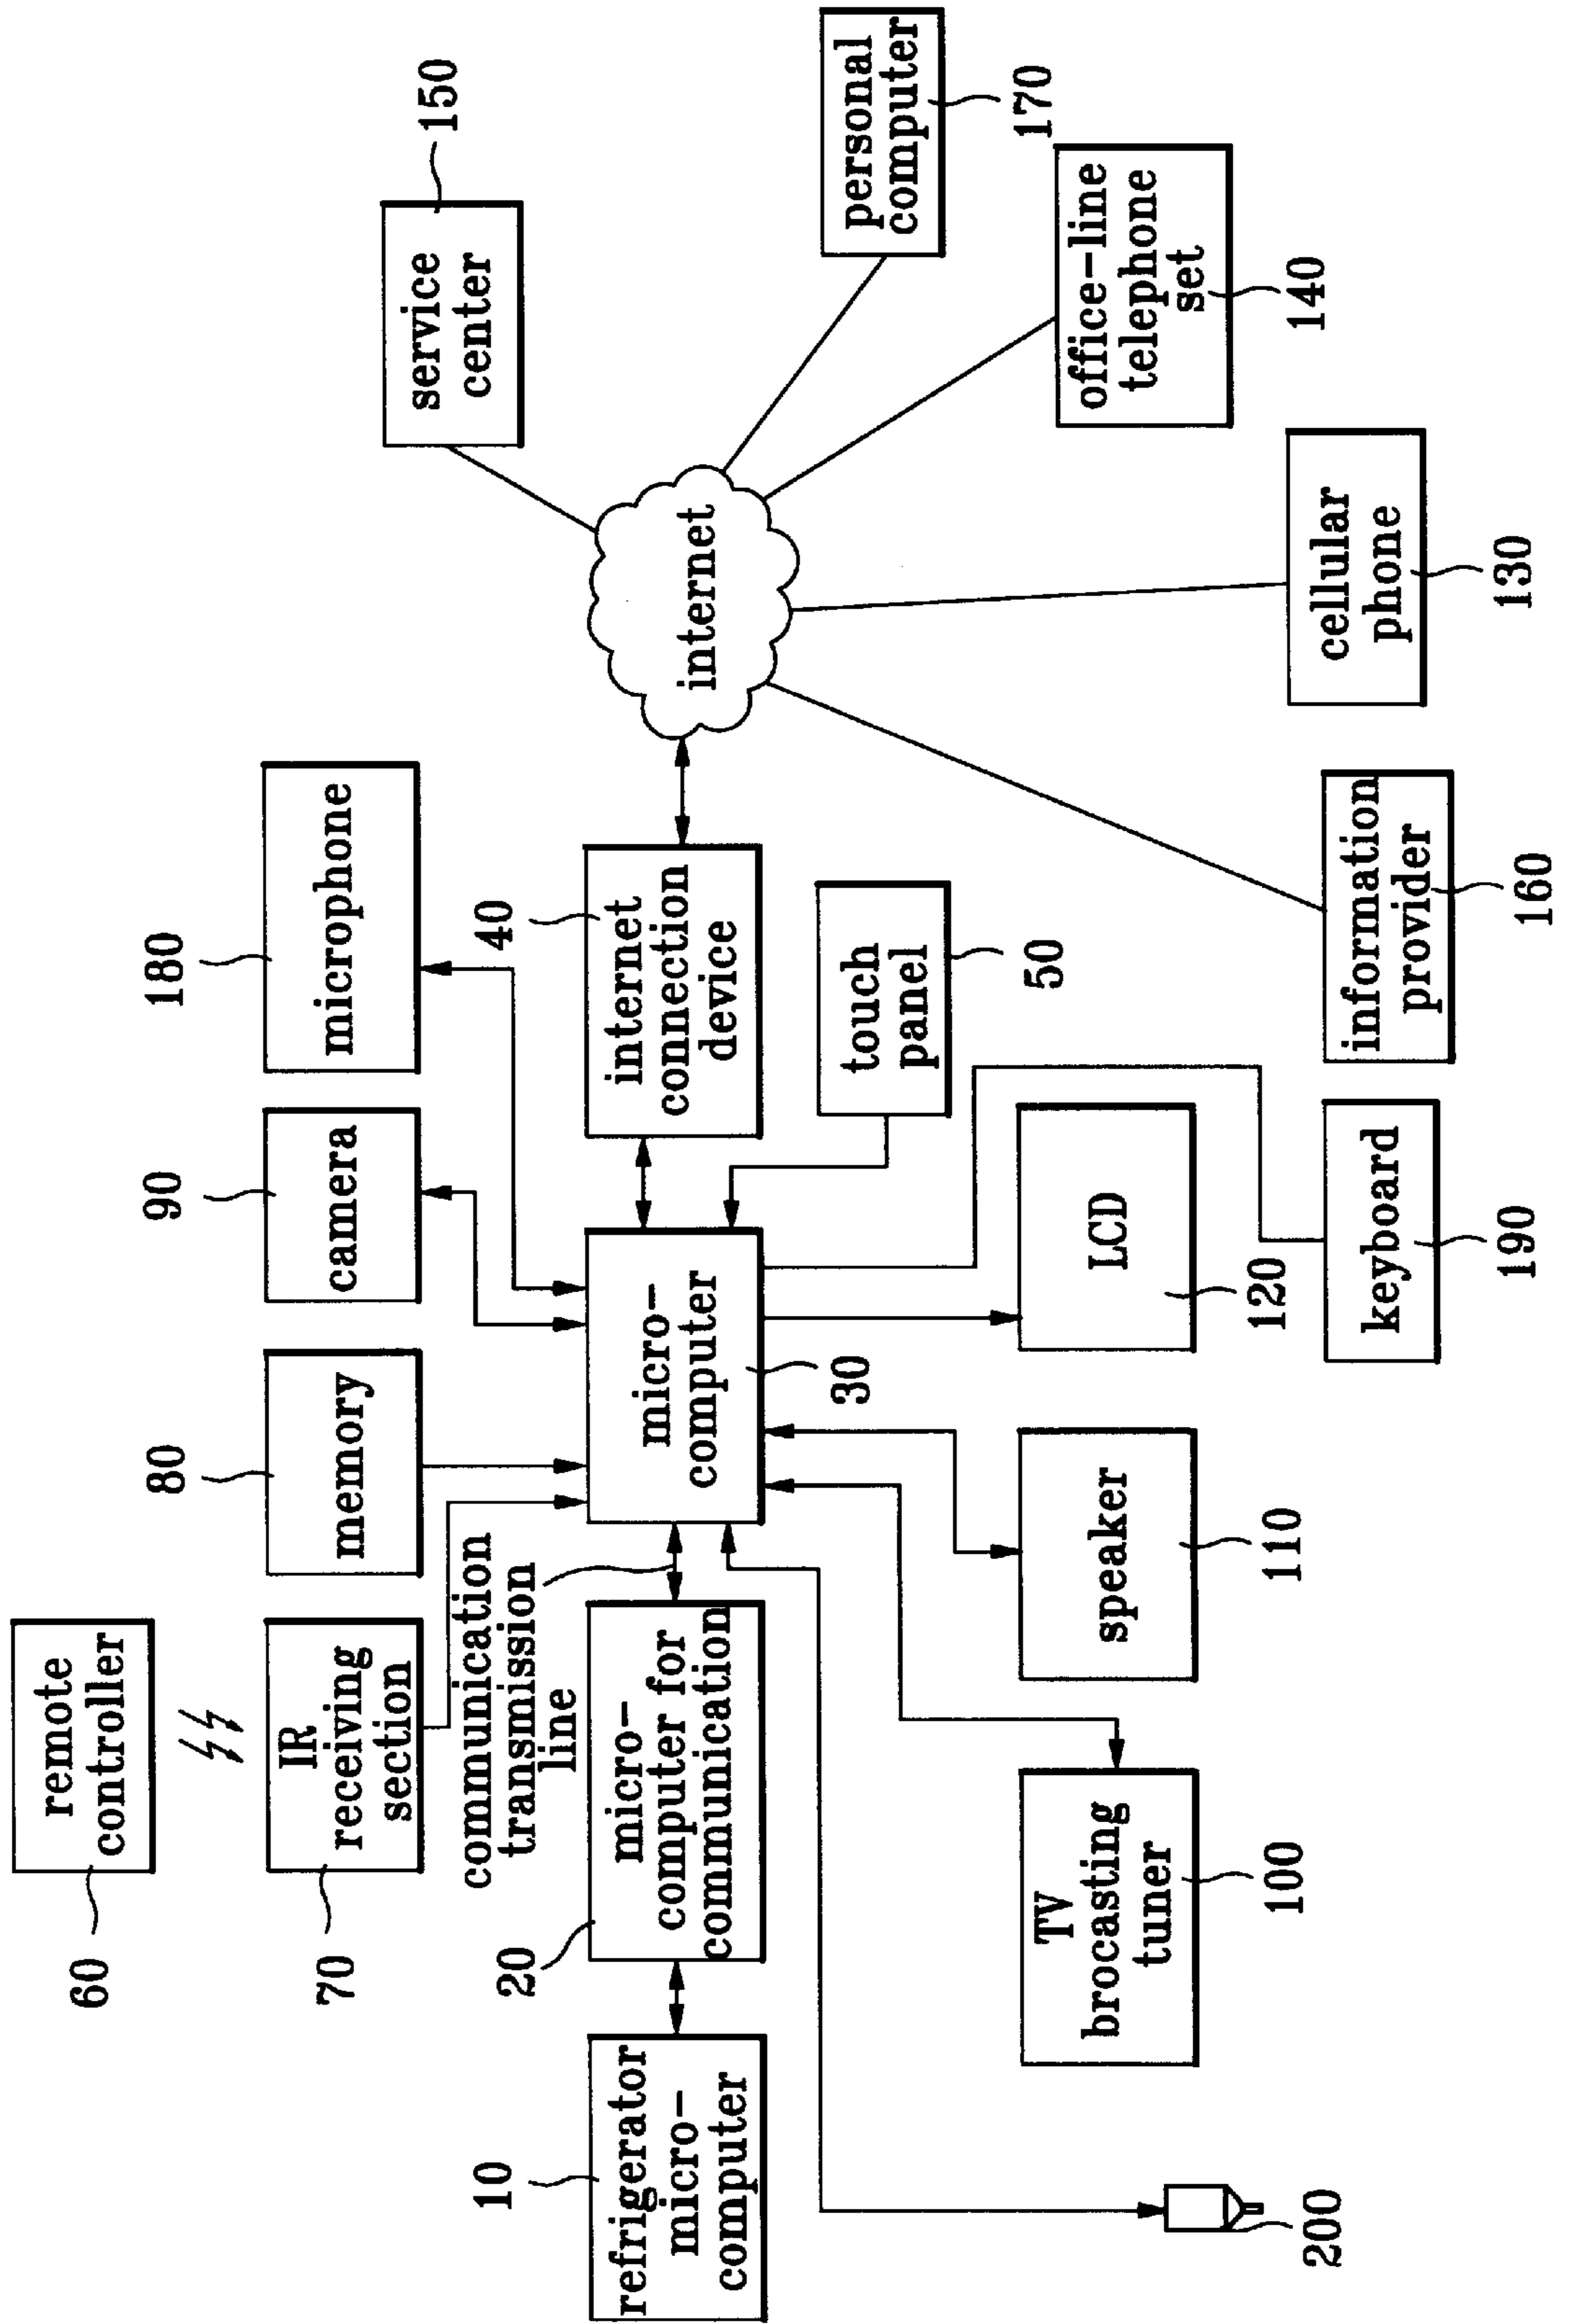 60
remote
controller
70
IR
receiving
section
80
memory
90
camera
180
microphone
service
center
150
communication
transmission
line
10
refrigerator
micro-
computer
20
micro-
computer for
communication
micro-
computer
30
40
internet
connection
device
internet
touch
panel
50
personal
computer
170
office-line
telephone
set
140
cellular
phone
130
information
provider
160
200
TV
brocasting
tuner
100
speaker
110
LCD
120
keyboard
190